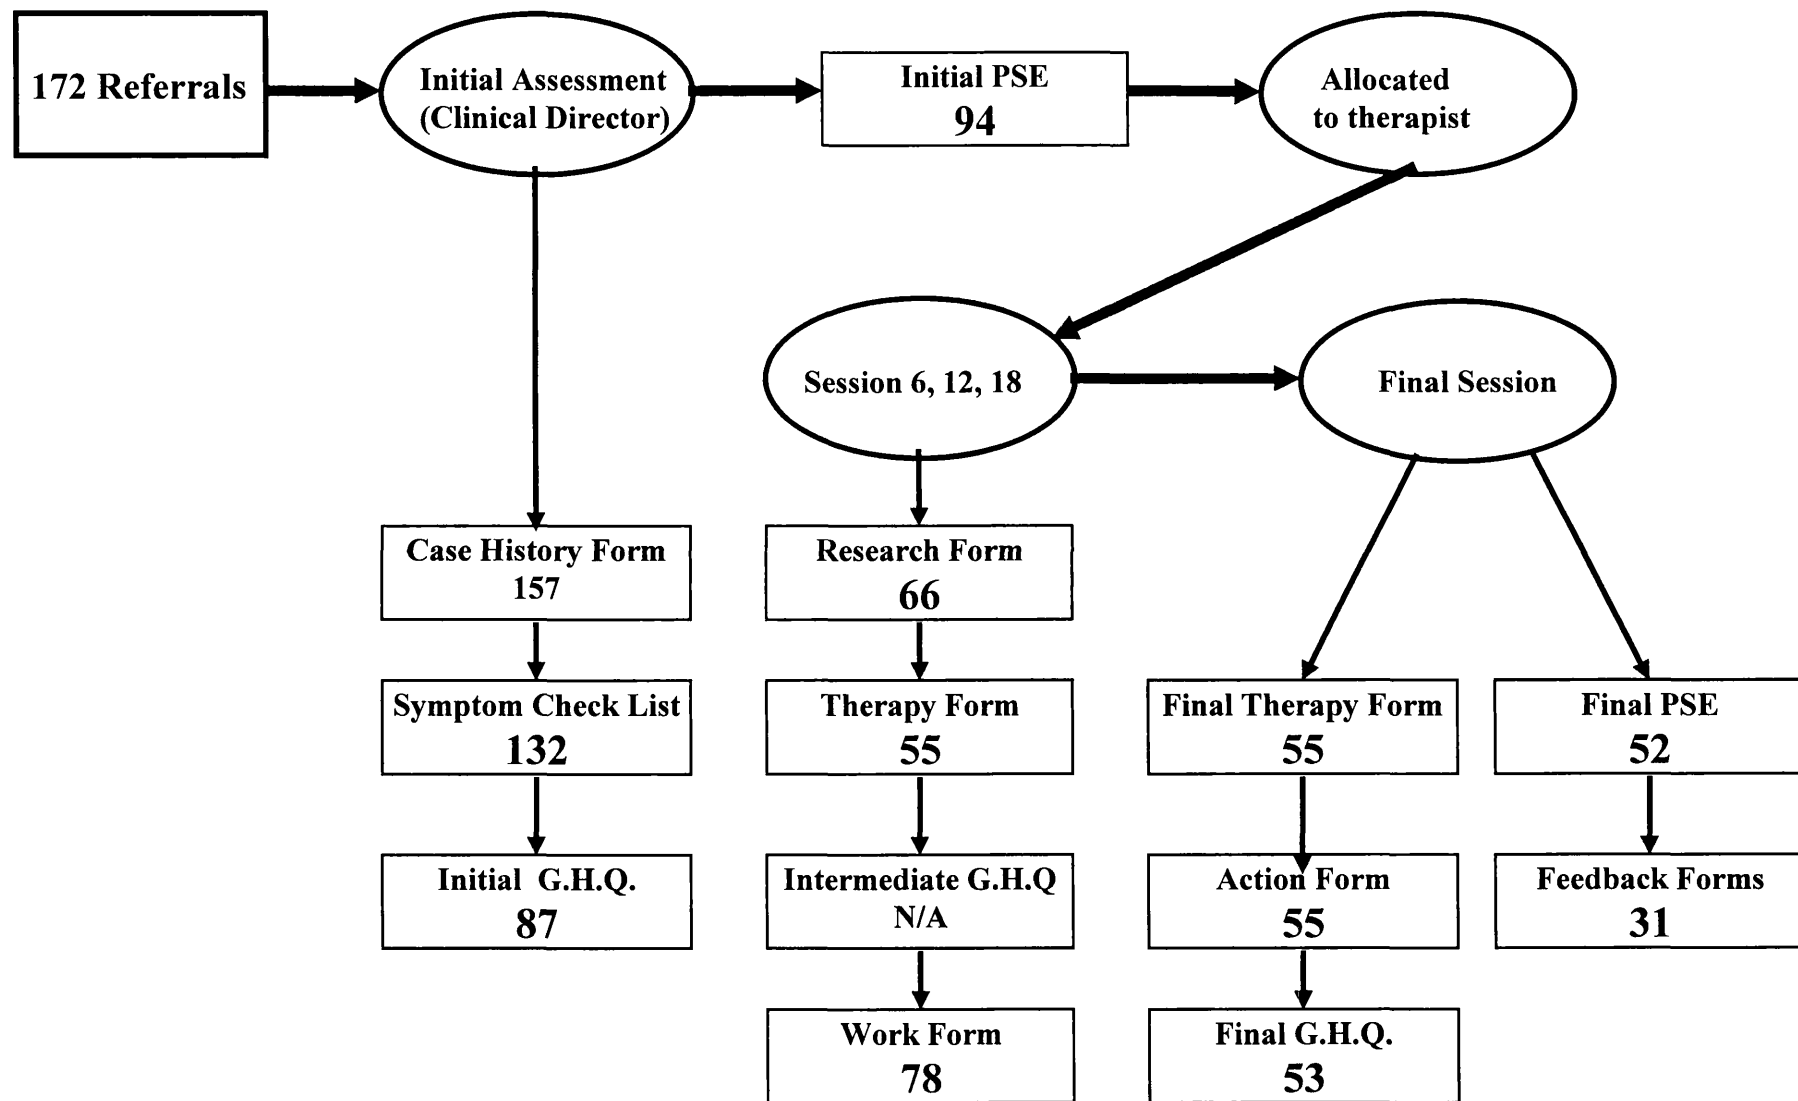 172 Referrals
Initial Assessment
(Clinical Director)
Initial PSE
94
Allocated
to therapist
Session 6, 12, 18
Final Session
Case History Form
157
Symptom Check List
132
Initial G.H.Q.
87
Research Form
66
Therapy Form
55
Intermediate G.H.Q
N/A
Work Form
78
Final Therapy Form
55
Action Form
55
Final G.H.Q.
53
Final PSE
52
Feedback Forms
31